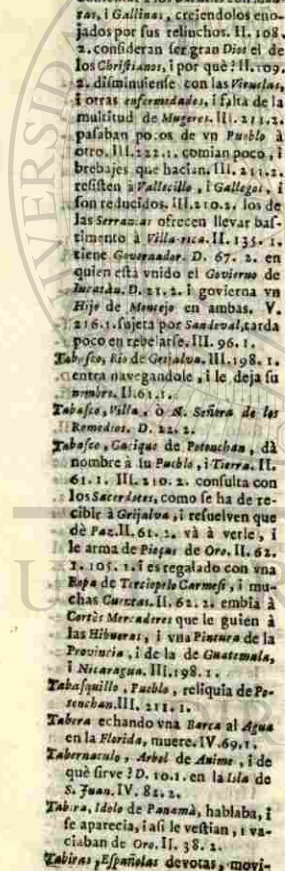 ras, i Gallinas, creiendolos eno-
jados por sus relinchos. II. 108.
2. consideran ser gran Dios el de
los Christianos, i por què? II. 109.
2. disminuiense con las Viruelas,
i otras enfermedades, i falta de la
multitud de Mugeres. III. 211. 2.
pasaban pocos de vn Pueblo à
otro. III. 222. 1. comian poco, i
brebajes que hacian. III. 211. 2.
resisten à Vallecillo, i Gallegos, i
son reducidos. III. 210. 2. los de
las Serranias ofrecen llevar bas-
timento à Villa-rica. II. 135. 1.
tiene Governador. D. 67. 2. en
quien està vnido el Govierno de
Iucatàn. D. 21. 2. i govierna vn
Hijo de Montejo en ambas. V.
216. 1. sujeta por Sandoval, tarda
poco en rebelarse. III. 96. 1.
Tabasco, Rio de Grijalva. III. 198. 1.
entra navegandole, i le deja su
nombre. II. 61. 1.
Tabasco, Villa, ò N. Señora de los
Remedios. D. 22. 2.
Tabasco, Cacique de Potonchan, dà
nombre à su Pueblo, i Tierra. II.
61. 1. III. 210. 2. consulta con
los Sacerdotes, como se ha de re-
cibir à Grijalva, i resuelven que
dè Paz. II. 61. 2. và à verle, i
le arma de Pieças de Oro. II. 62.
1. 105. 1. i es regalado con vna
Ropa de Terciopelo Carmesi, i mu-
chas Cuentas. II. 62. 2. embia à
Cortès Mercaderes que le guien à
las Hibueras, i vna Pintura de la
Provincia, i de la de Guatemala,
i Nicaragua. III. 198. 1.
Tabasquillo, Pueblo, reliquia de Po-
tonchan. III. 211. 1.
Tabera echando vna Barca al Agua
en la Florida, muere. IV. 69. 1.
Tabernaculo, Arbol de Anime, i de
què sirve? D. 10. 1. en la Isla de
S. Juan. IV. 82. 2.
Tabira, Idolo de Panamà, hablaba, i
se aparecia, i asi le vestian, i va-
ciaban de Oro. II. 38. 2.
Tabiras, Españolas devotas, movi-